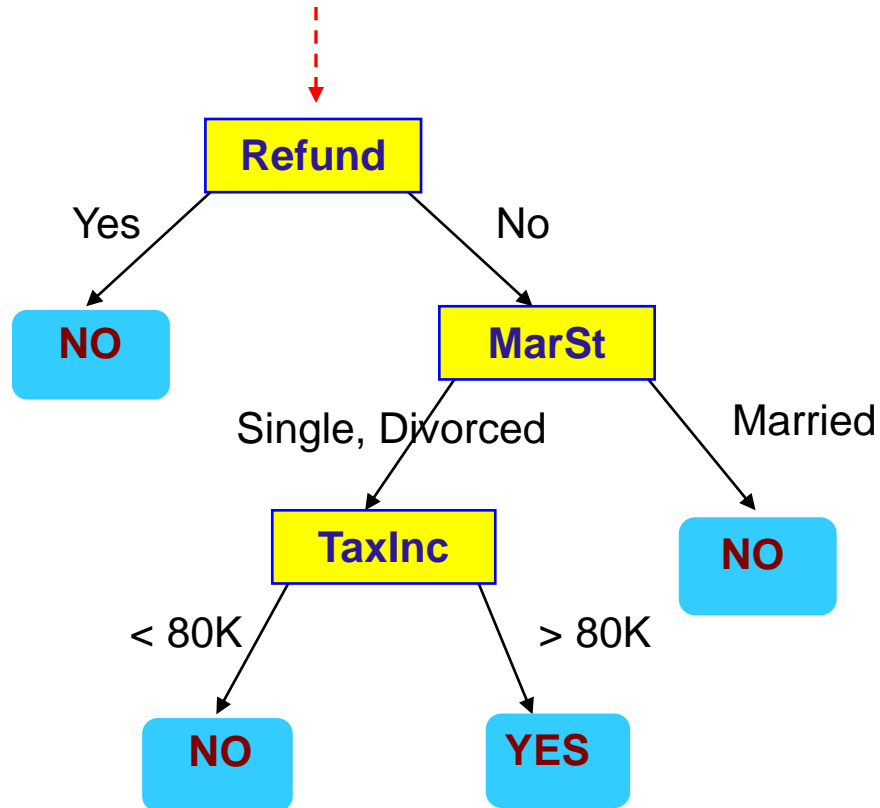 Refund
Yes
No
NO
MarSt
Single, Divorced
Married
TaxInc
NO
< 80K
> 80K
NO
YES